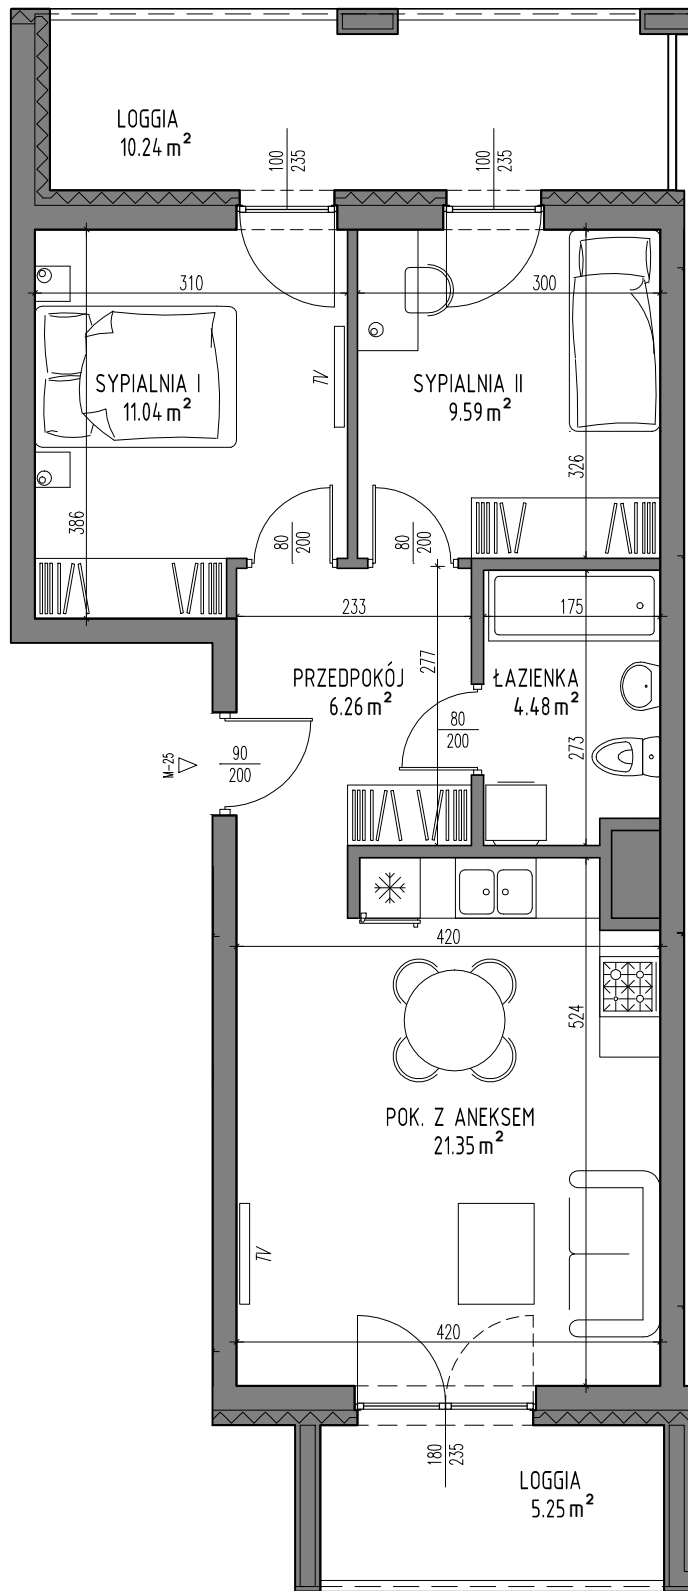 LOGGIA
10.24 m²
100
235
100
235
310
300
SYPIALNIA I
11.04 m²
TV
SYPIALNIA II
9.59 m²
386
326
80
200
80
200
233
175
277
PRZEDPOKÓJ
6.26 m²
ŁAZIENKA
4.48 m²
80
200
273
M-25
90
200
420
524
POK. Z ANEKSEM
21.35 m²
TV
420
180
235
LOGGIA
5.25 m²